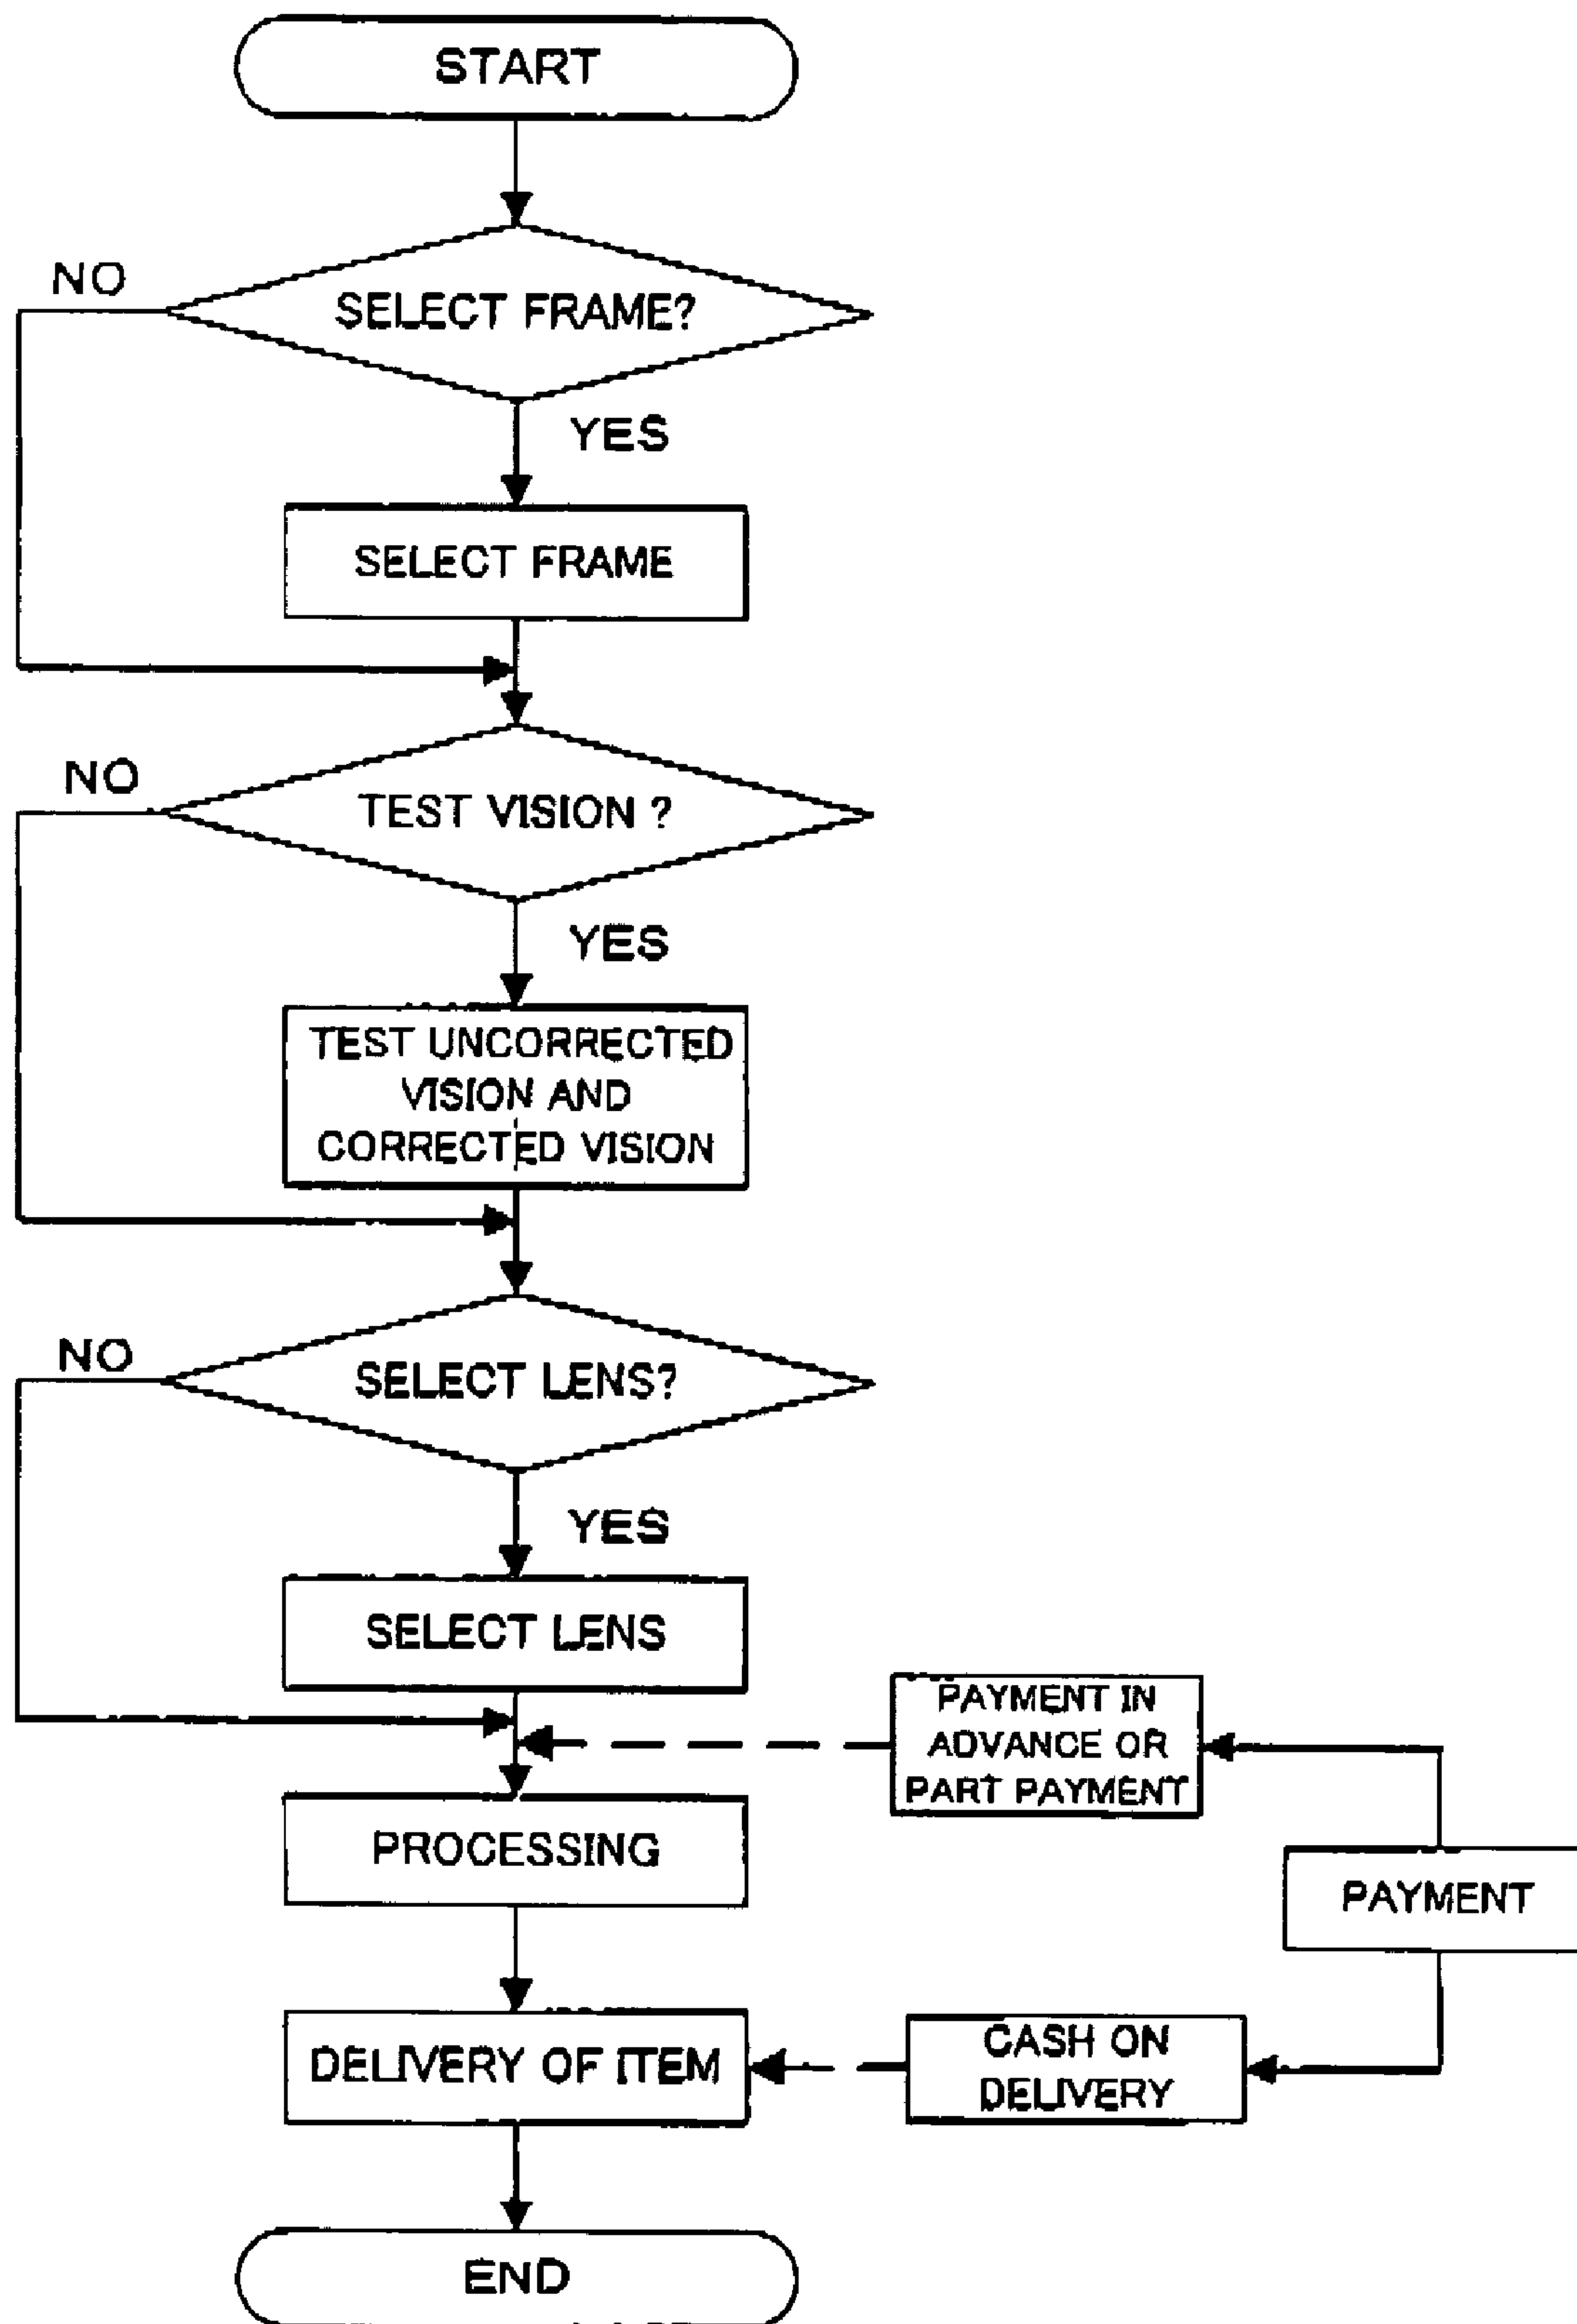 START
NO
SELECT FRAME?
YES
SELECT FRAME
NO
TEST VISION ?
YES
TEST UNCORRECTED
VISION AND
CORRECTED VISION
NO
SELECT LENS?
YES
SELECT LENS
PAYMENT IN
ADVANCE OR
PART PAYMENT
PROCESSING
PAYMENT
DELIVERY OF ITEM
CASH ON
DELIVERY
END